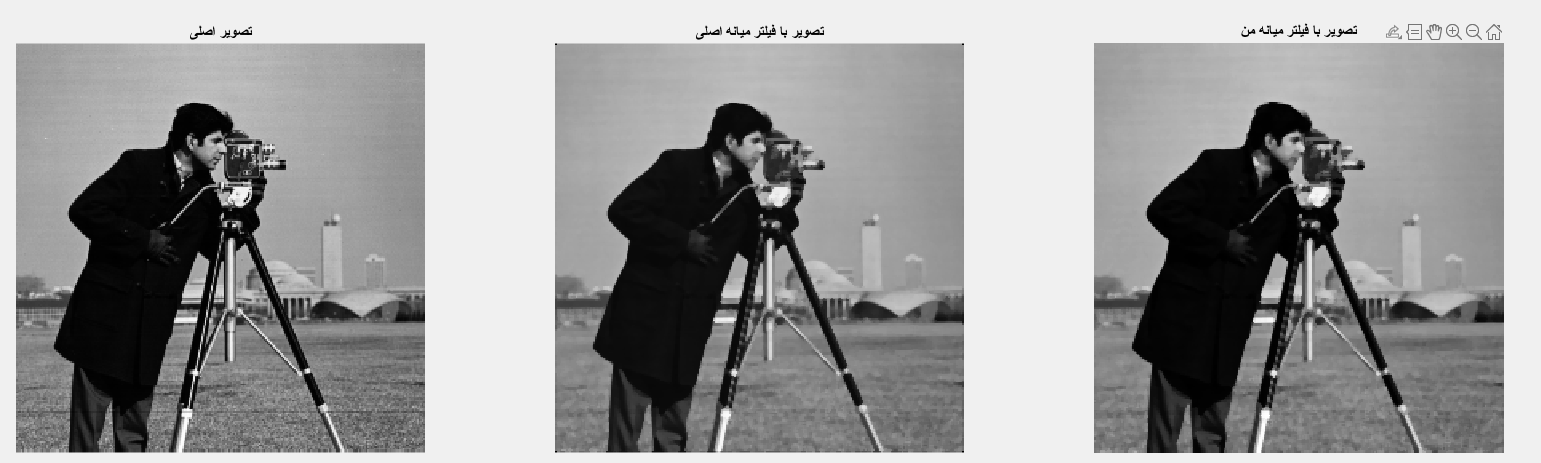 تصویر اصلی
تصویر با فیلتر میانه اصلی
تصویر با فیلتر میانه من